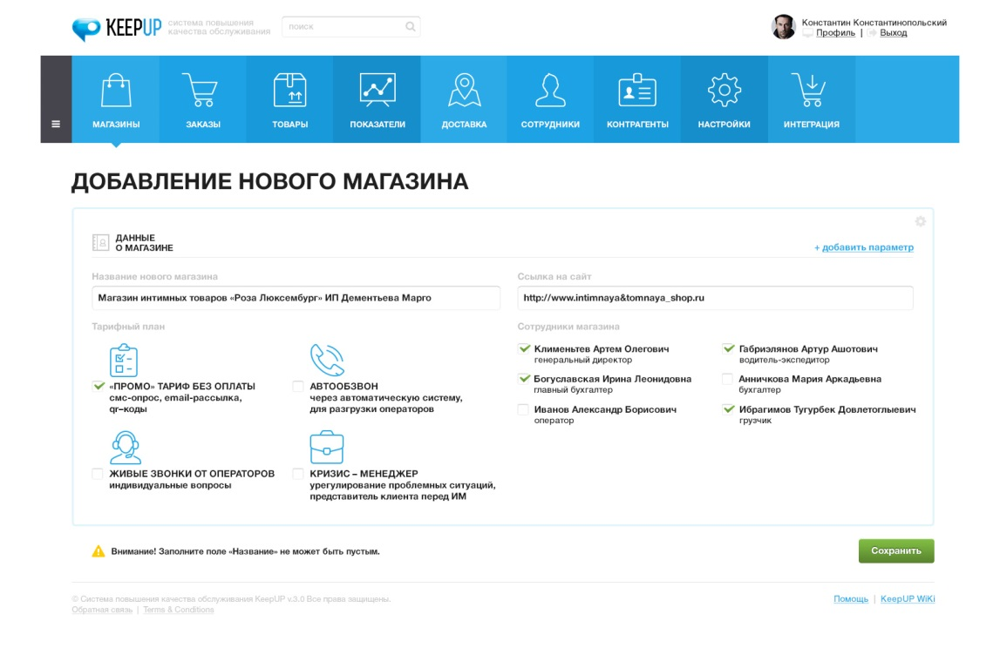 KEEPUP
система повышения
качества обслуживания
поиск
Константин Константинопольский
Профиль | Выход
МАГАЗИНЫ
ЗАКАЗЫ
ТОВАРЫ
ПОКАЗАТЕЛИ
ДОСТАВКА
СОТРУДНИКИ
КОНТРАГЕНТЫ
НАСТРОЙКИ
ИНТЕГРАЦИЯ
ДОБАВЛЕНИЕ НОВОГО МАГАЗИНА
ДАННЫЕ
О МАГАЗИНЕ
+ добавить параметр
Название нового магазина
Магазин интимных товаров «Роза Люксембург» ИП Дементьева Марго
Ссылка на сайт
http://www.intimnaya&tomnaya_shop.ru
Тарифный план
«ПРОМО» ТАРИФ БЕЗ ОПЛАТЫ
смс-опрос, email-рассылка,
qr–коды
АВТООБЗВОН
через автоматическую систему,
для разгрузки операторов
ЖИВЫЕ ЗВОНКИ ОТ ОПЕРАТОРОВ
индивидуальные вопросы
КРИЗИС – МЕНЕДЖЕР
урегулирование проблемных ситуаций,
представитель клиента перед ИМ
Сотрудники магазина
Клименьтев Артем Олегович
генеральный директор
Габриэлянов Артур Ашотович
водитель-экспедитор
Богуславская Ирина Леонидовна
главный бухгалтер
Анничкова Мария Аркадьевна
бухгалтер
Иванов Александр Борисович
оператор
Ибрагимов Тугурбек Довлетоглыевич
грузчик
Внимание! Заполните поле «Название» не может быть пустым.
Сохранить
© Система повышения качества обслуживания KeepUP v.3.0 Все права защищены.
Обратная связь | Terms & Conditions
Помощь | KeepUP WiKi